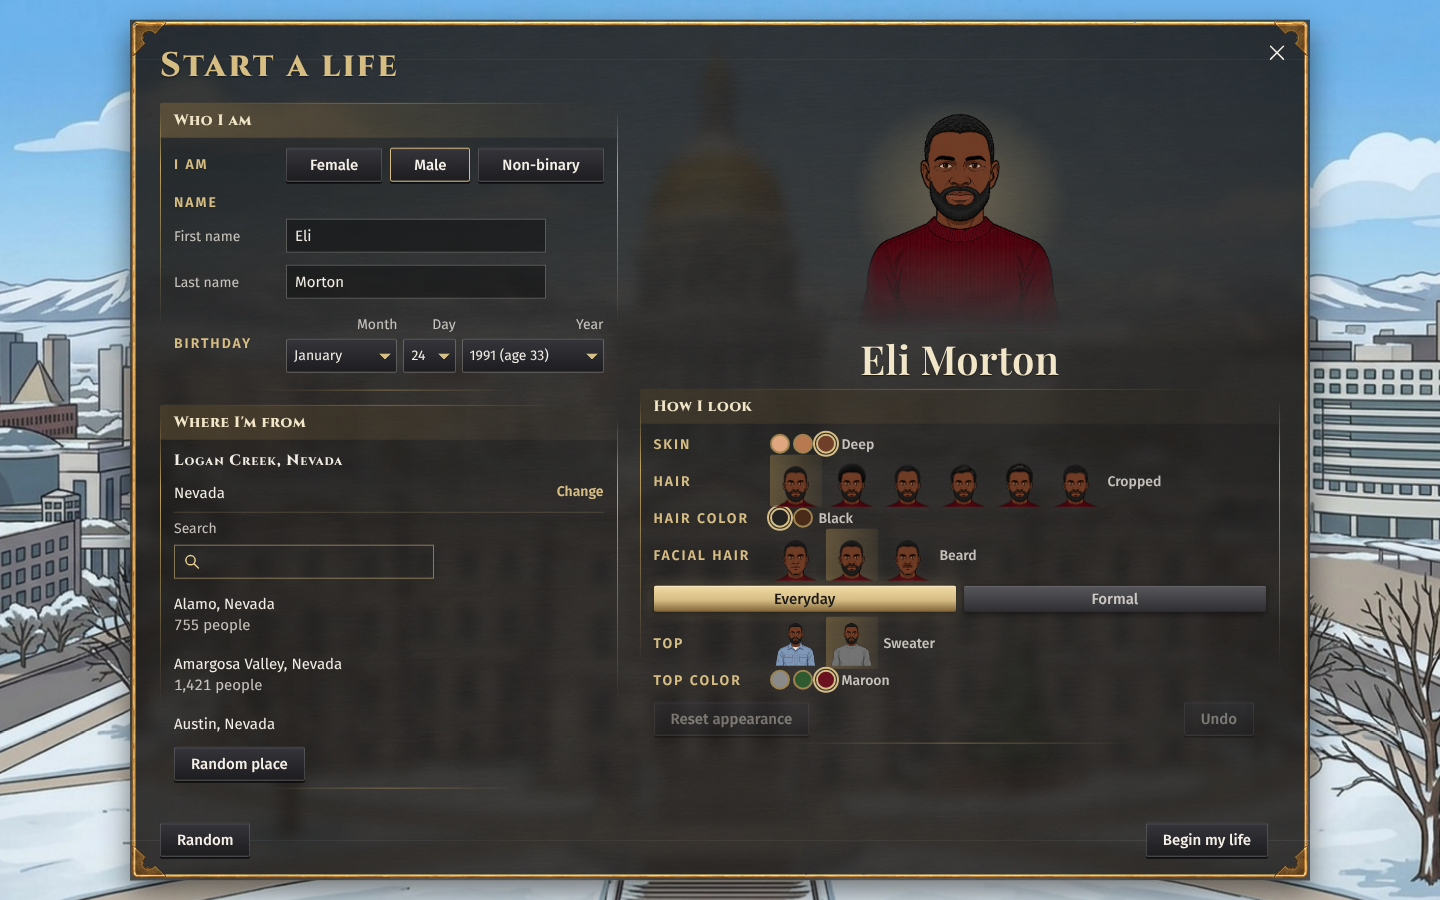 START A LIFE
WHO I AM
I AM
Female
Male
Non-binary
NAME
First name
Eli
Last name
Morton
Month
Day
Year
BIRTHDAY
January
24
1991 (age 33)
WHERE I'M FROM
LOGAN CREEK, NEVADA
Nevada
Change
Search
Alamo, Nevada
755 people
Amargosa Valley, Nevada
1,421 people
Austin, Nevada
Random place
Random
Eli Morton
HOW I LOOK
SKIN
Deep
HAIR
Cropped
HAIR COLOR
Black
FACIAL HAIR
Beard
Everyday
Formal
TOP
Sweater
TOP COLOR
Maroon
Reset appearance
Undo
Begin my life